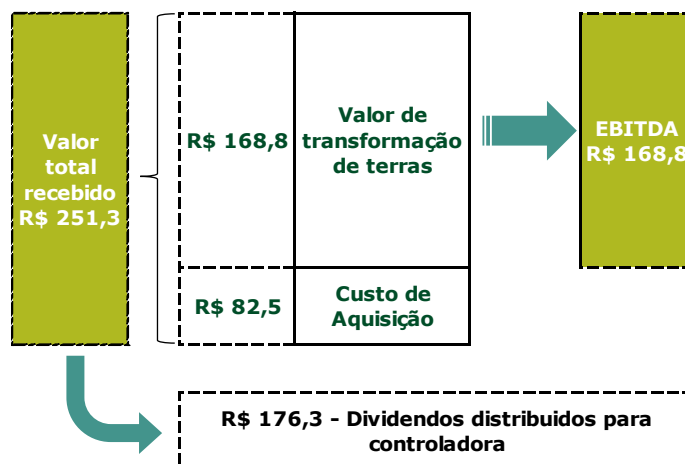 Valor
total
recebido
R$ 251,3
R$ 168,8
Valor de
transformação
de terras
EBITDA
R$ 168,8
R$ 82,5
Custo de
Aquisição
R$ 176,3 - Dividendos distribuidos para
controladora